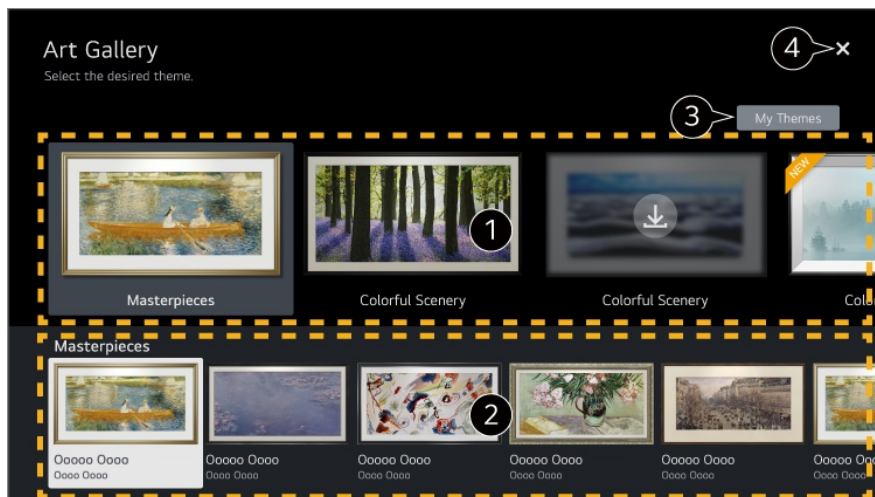 Art Gallery
Select the desired theme.
4
3
My Themes
NEW
1
Masterpieces
Colorful Scenery
Colorful Scenery
Colo
Masterpieces
2
Ooooo Oooo
Ooooo Oooo
Ooooo Oooo
Ooooo Oooo
Ooooo Oooo
Ooooo
Oooo Oooo
Oooo Oooo
Oooo Oooo
Oooo Oooo
Oooo Oooo
Oooo Oooo